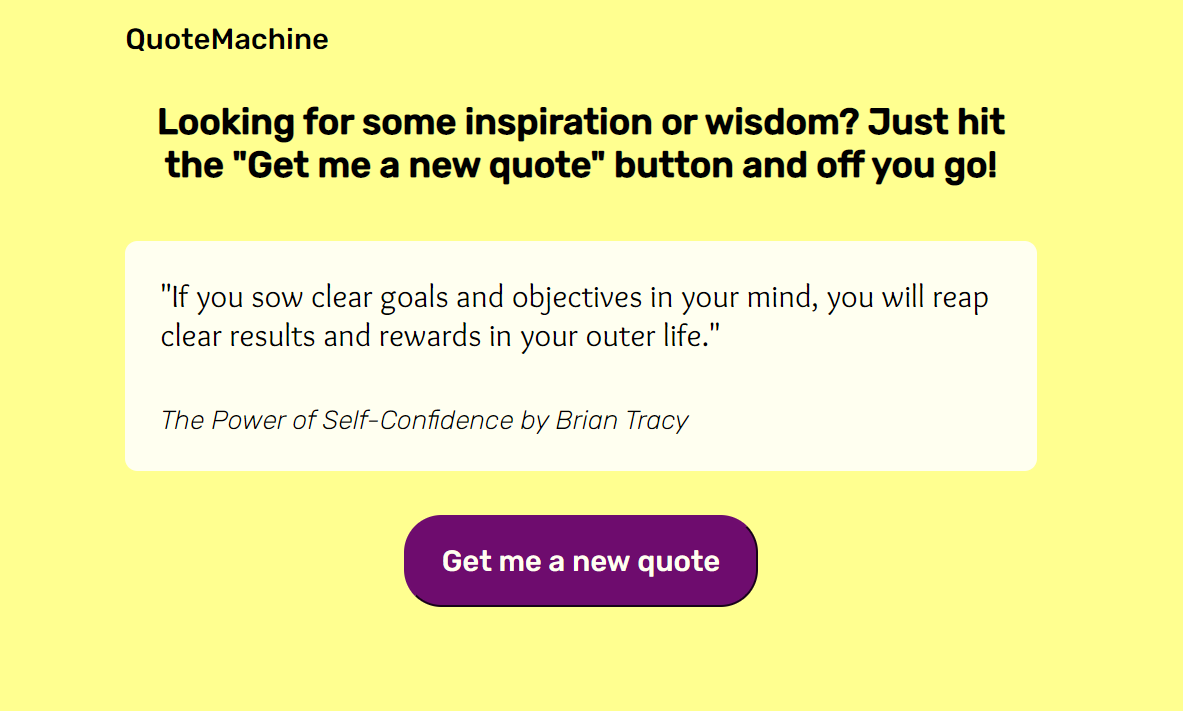 QuoteMachine
Looking for some inspiration or wisdom? Just hit
the "Get me a new quote" button and off you go!
"If you sow clear goals and objectives in your mind, you will reap
clear results and rewards in your outer life."
The Power of Self-Confidence by Brian Tracy
Get me a new quote